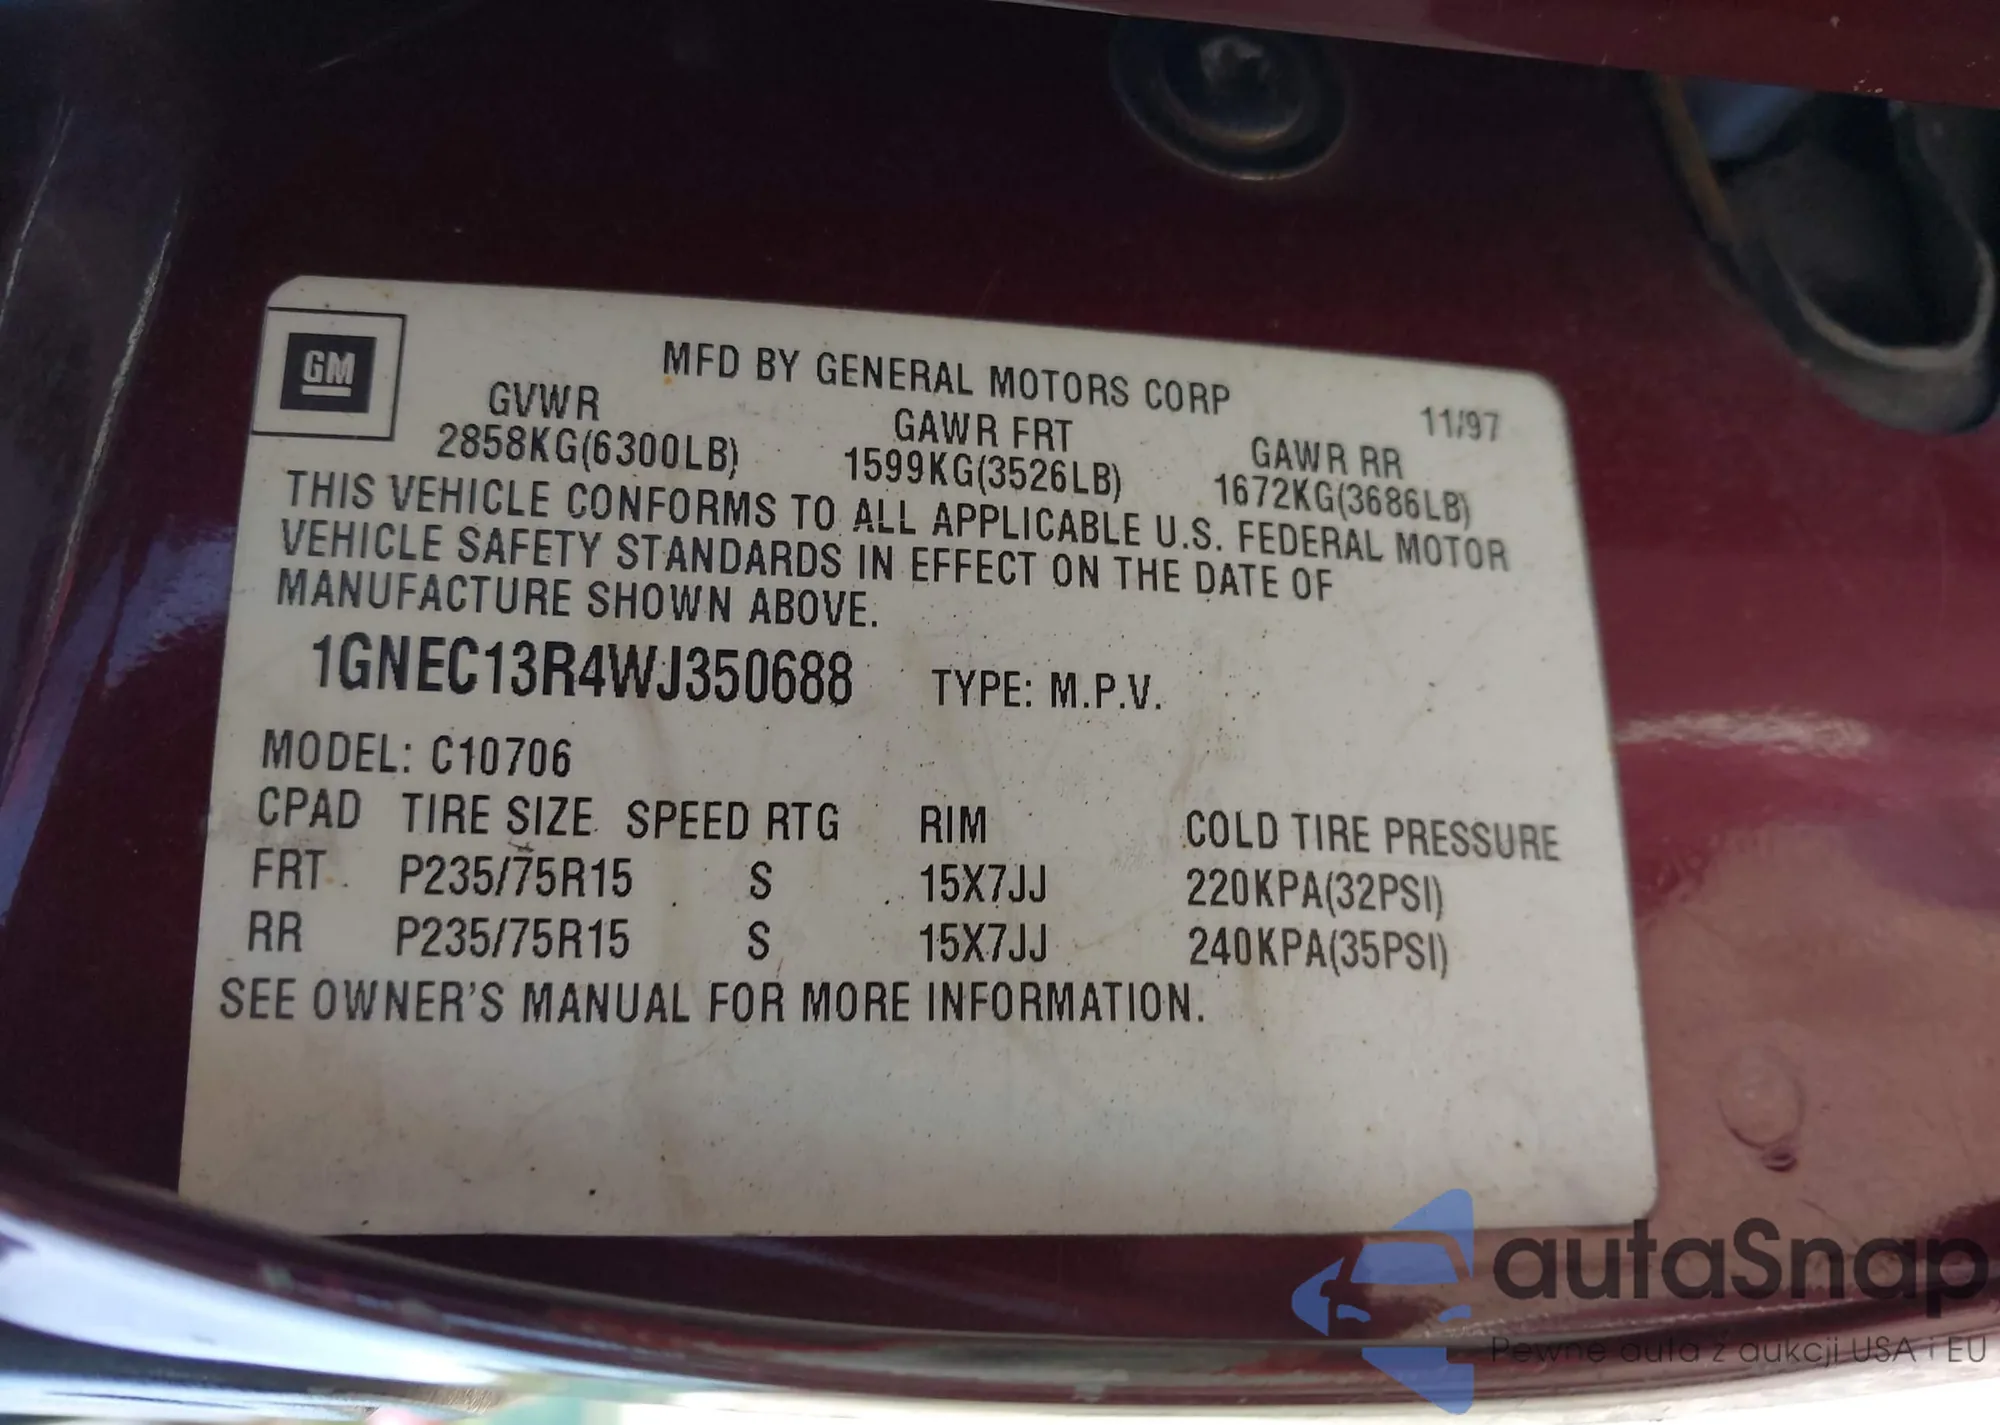 GM
MFD BY GENERAL MOTORS CORP 11/97
GVWR GAWR FRT GAWR RR
2858KG(6300LB) 1599KG(3526LB) 1672KG(3686LB)
THIS VEHICLE CONFORMS TO ALL APPLICABLE U.S. FEDERAL MOTOR
VEHICLE SAFETY STANDARDS IN EFFECT ON THE DATE OF
MANUFACTURE SHOWN ABOVE.
1GNEC13R4WJ350688 TYPE: M.P.V.
MODEL: C10706
CPAD TIRE SIZE SPEED RTG RIM COLD TIRE PRESSURE
FRT P235/75R15 S 15X7JJ 220KPA(32PSI)
RR P235/75R15 S 15X7JJ 240KPA(35PSI)
SEE OWNER'S MANUAL FOR MORE INFORMATION.
autaSnap
Pewne auta z aukcji USA i EU